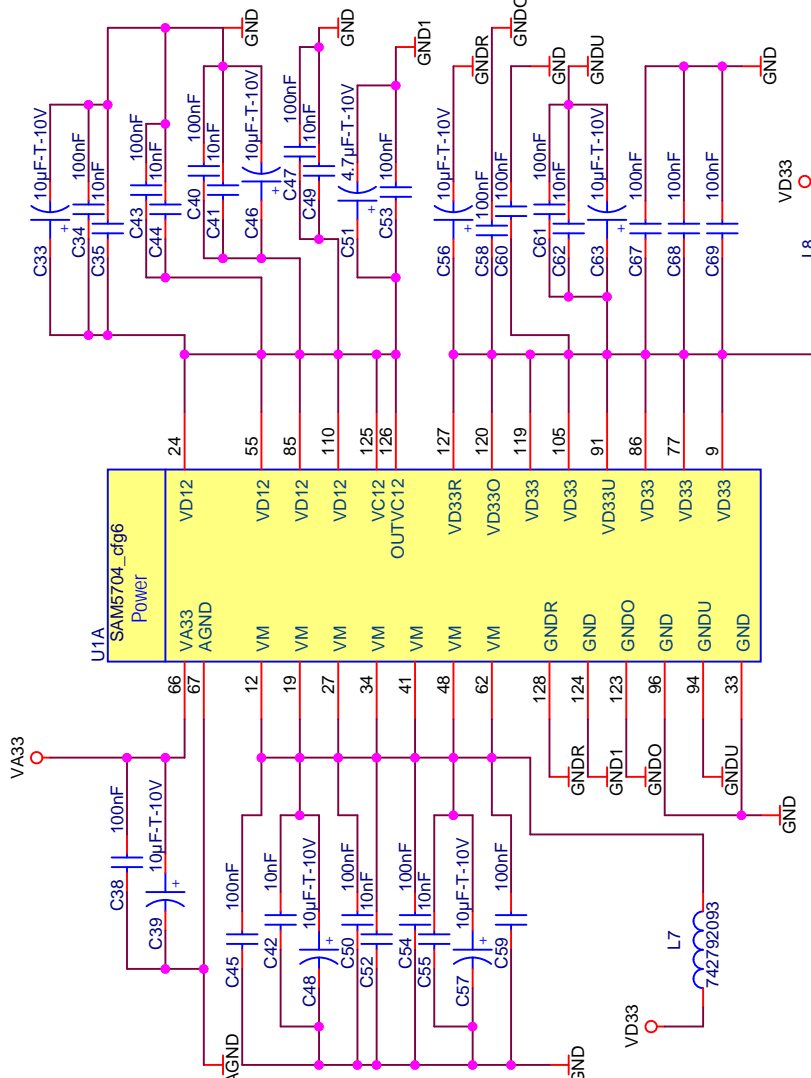 GND
GND
GND1
GNDR
GNDO
GND
GNDU
GND
VD33
L8
C33
10µF-T-10V
C34
100nF
C35
10nF
C43
100nF
C44
10nF
C40
100nF
C41
10nF
C46
10µF-T-10V
C47
100nF
C49
10nF
C51
4.7µF-T-10V
C53
100nF
C56
10µF-T-10V
C58
100nF
C60
100nF
C61
100nF
C62
10nF
C63
10µF-T-10V
C67
100nF
C68
100nF
C69
100nF
24
55
85
110
125
126
127
120
119
105
91
86
77
9
VD12
VD12
VD12
VD12
VC12
OUTVC12
VD33R
VD33O
VD33
VD33
VD33U
VD33
VD33
VD33
U1A
SAM5704_cfg6
Power
VA33
AGND
VM
VM
VM
VM
VM
VM
VM
GNDR
GND
GNDO
GND
GNDU
GND
66
67
12
19
27
34
41
48
62
128
124
123
96
94
33
VA33
GNDR
GND1
GNDO
GNDU
GND
C38
100nF
C39
10µF-T-10V
C45
100nF
C42
10nF
C48
10µF-T-10V
C50
100nF
C52
10nF
C54
100nF
C55
10nF
C57
10µF-T-10V
C59
100nF
L7
742792093
VD33
AGND
GND